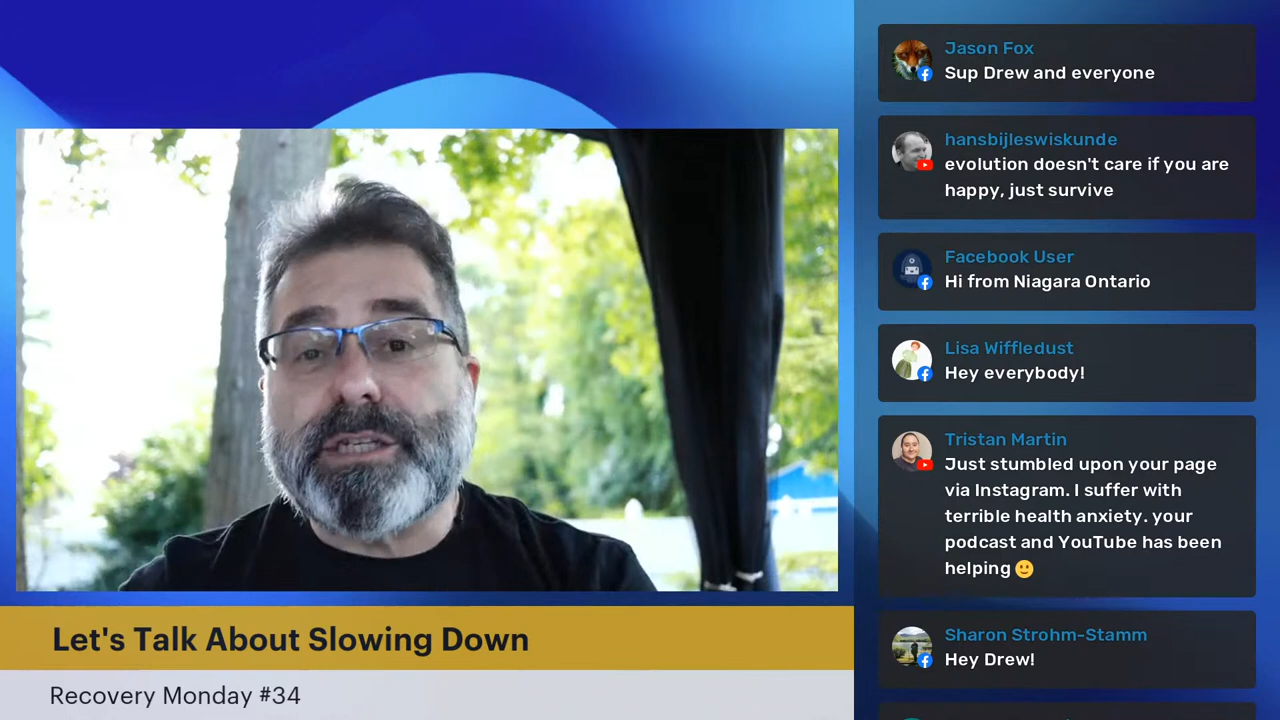 Let's Talk About Slowing Down
Recovery Monday #34
Jason Fox
Sup Drew and everyone
hansbijleswiskunde
evolution doesn't care if you are
happy, just survive
Facebook User
Hi from Niagara Ontario
Lisa Wiffledust
Hey everybody!
Tristan Martin
Just stumbled upon your page
via Instagram. I suffer with
terrible health anxiety. your
podcast and YouTube has been
helping 🙂
Sharon Strohm-Stamm
Hey Drew!